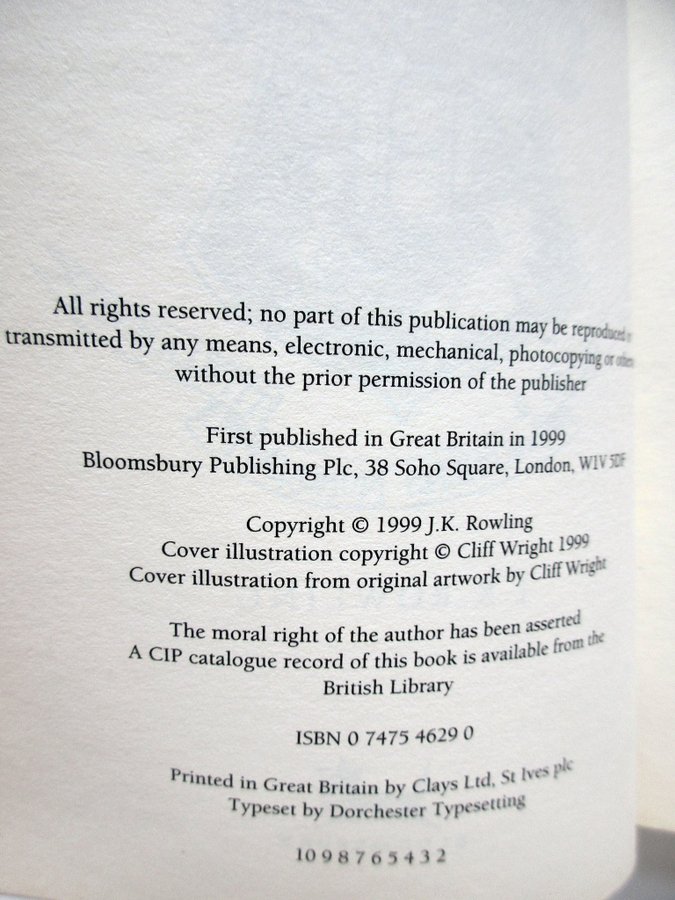 All rights reserved; no part of this publication may be reproduced
transmitted by any means, electronic, mechanical, photocopying or
without the prior permission of the publisher
First published in Great Britain in 1999
Bloomsbury Publishing Plc, 38 Soho Square, London, W1V 5DF
Copyright © 1999 J.K. Rowling
Cover illustration copyright © Cliff Wright 1999
Cover illustration from original artwork by Cliff Wright
The moral right of the author has been asserted
A CIP catalogue record of this book is available from the
British Library
ISBN 0 7475 4629 0
Printed in Great Britain by Clays Ltd, St Ives plc
Typeset by Dorchester Typesetting
10 9 8 7 6 5 4 3 2